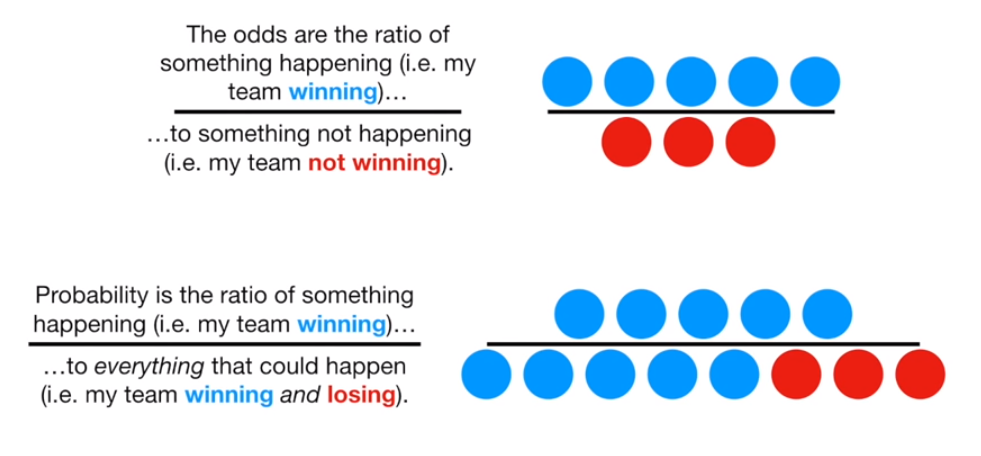 The odds are the ratio of
something happening (i.e. my
team winning)…
…to something not happening
(i.e. my team not winning).
Probability is the ratio of something
happening (i.e. my team winning)…
…to everything that could happen
(i.e. my team winning and losing).